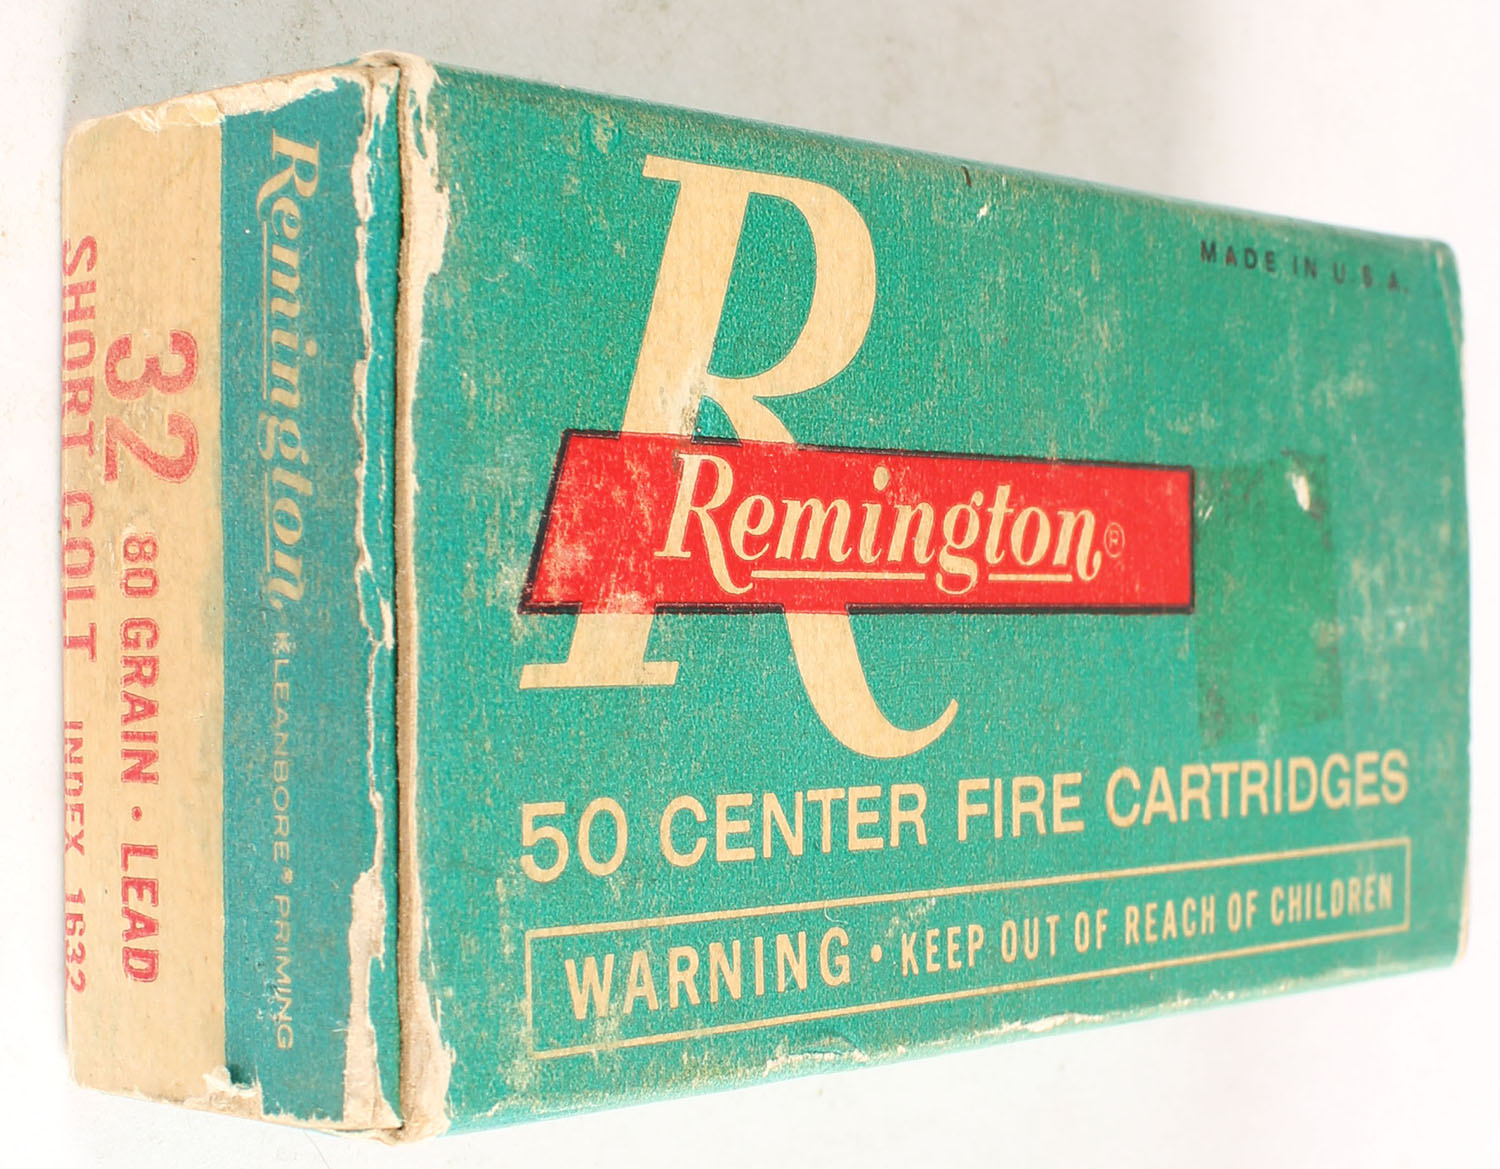 MADE IN U.S.A.
R
Remington®
50 CENTER FIRE CARTRIDGES
WARNING • KEEP OUT OF REACH OF CHILDREN
Remington. KLEANBORE® PRIMING
32 80 GRAIN • LEAD
SHORT COLT INDEX 1632